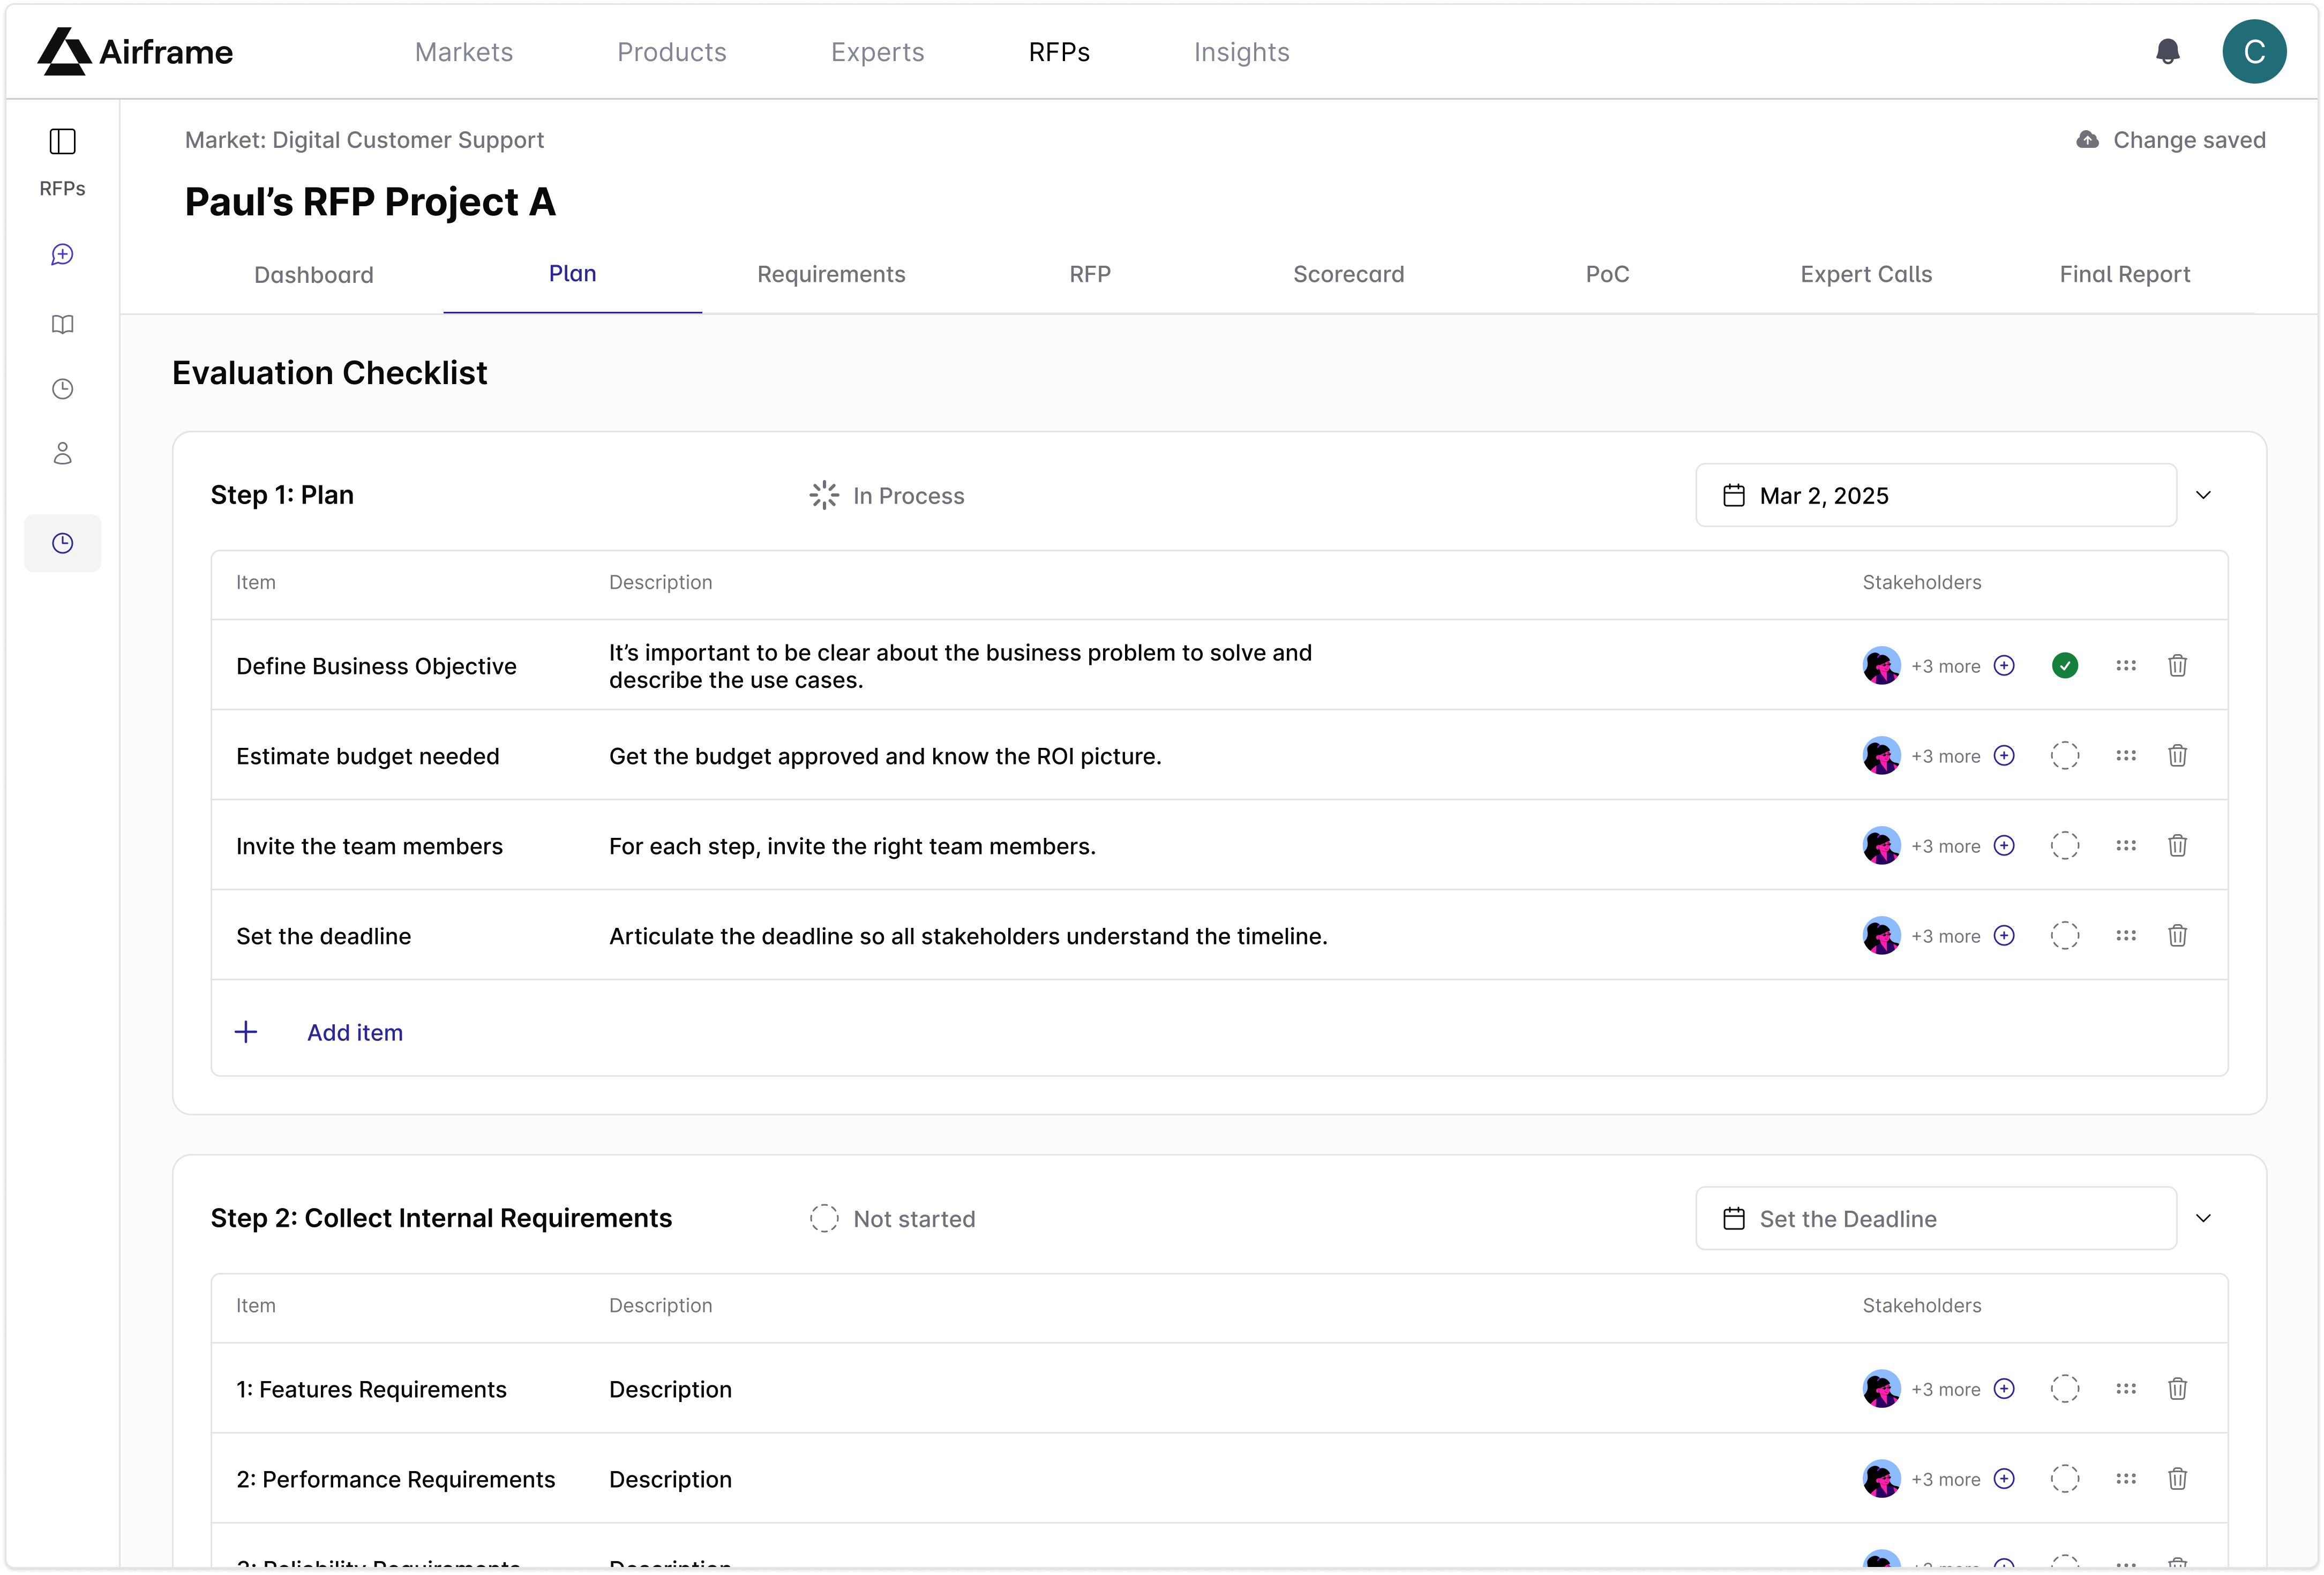 Airframe
Markets
Products
Experts
RFPs
Insights
C
RFPs
Market: Digital Customer Support
Change saved
Paul’s RFP Project A
Dashboard
Plan
Requirements
RFP
Scorecard
PoC
Expert Calls
Final Report
Evaluation Checklist
Step 1: Plan
In Process
Mar 2, 2025
Item
Description
Stakeholders
Define Business Objective
It’s important to be clear about the business problem to solve and
describe the use cases.
+3 more
Estimate budget needed
Get the budget approved and know the ROI picture.
+3 more
Invite the team members
For each step, invite the right team members.
+3 more
Set the deadline
Articulate the deadline so all stakeholders understand the timeline.
+3 more
Add item
Step 2: Collect Internal Requirements
Not started
Set the Deadline
Item
Description
Stakeholders
1: Features Requirements
Description
+3 more
2: Performance Requirements
Description
+3 more
3: Reliability Requirements
Description
+3 more